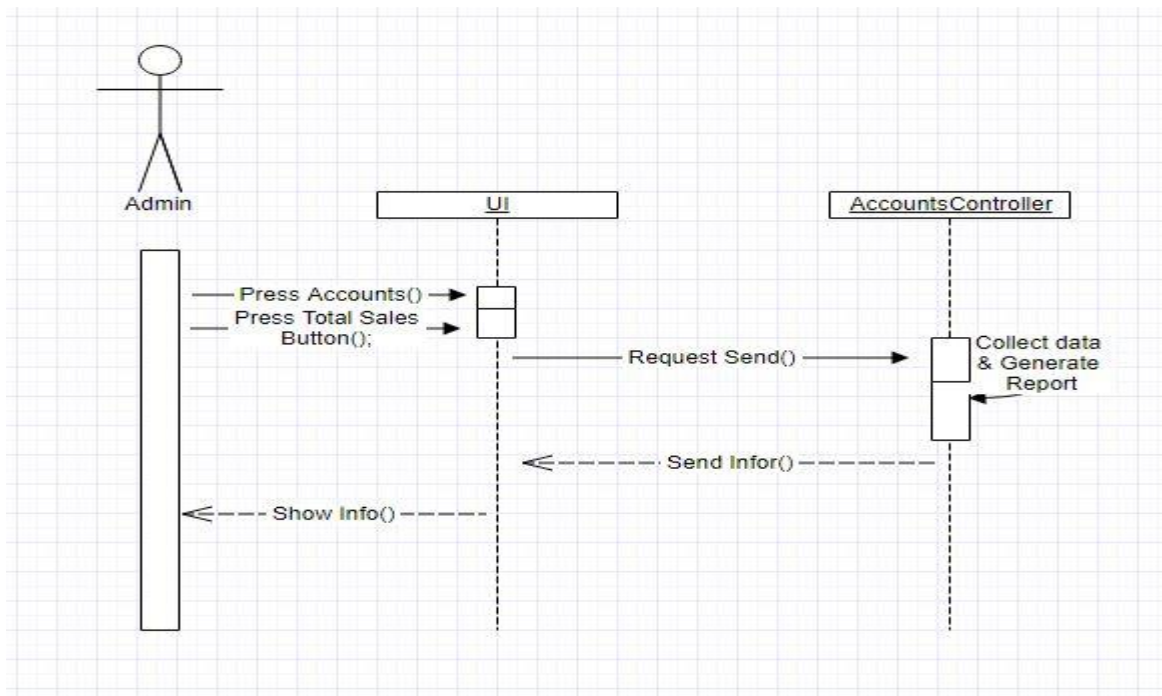 Admin
UI
AccountsController
Press Accounts()
Press Total Sales
Button();
Request Send()
Collect data
& Generate
Report
Send Infor()
Show Info()